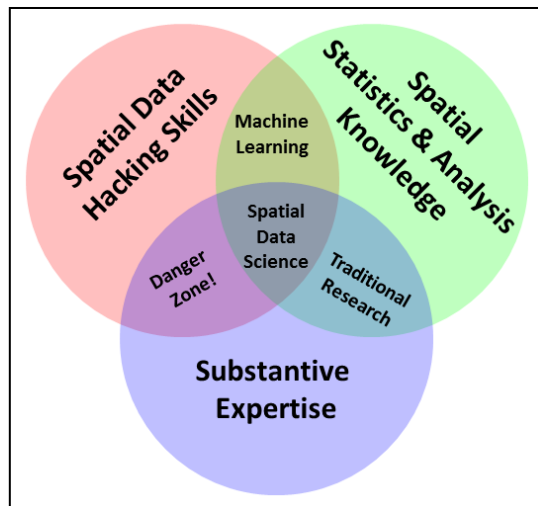 Spatial Data
Hacking Skills
Spatial
Statistics & Analysis
Knowledge
Machine
Learning
Spatial
Data
Science
Danger
Zone!
Traditional
Research
Substantive
Expertise